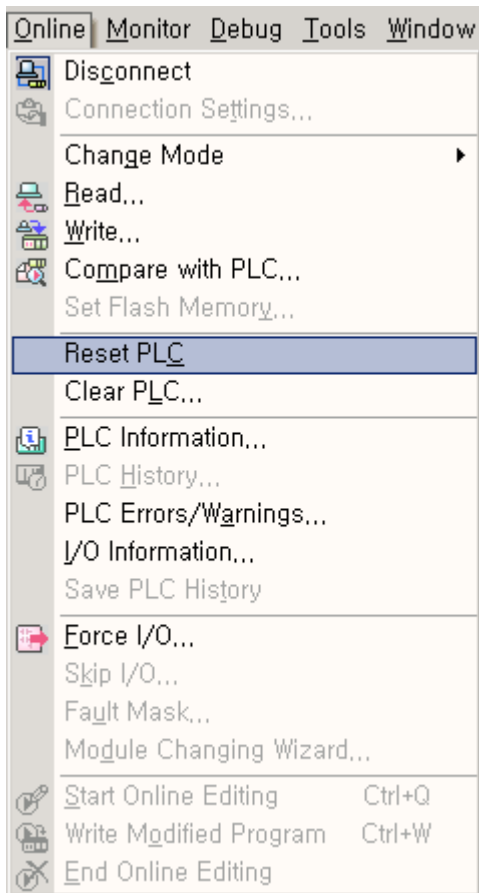 Online Monitor Debug Tools Window
Disconnect
Connection Settings...
Change Mode
Read...
Write...
Compare with PLC...
Set Flash Memory...
Reset PLC
Clear PLC...
PLC Information...
PLC History...
PLC Errors/Warnings...
I/O Information...
Save PLC History
Force I/O...
Skip I/O...
Fault Mask...
Module Changing Wizard...
Start Online Editing Ctrl+Q
Write Modified Program Ctrl+W
End Online Editing